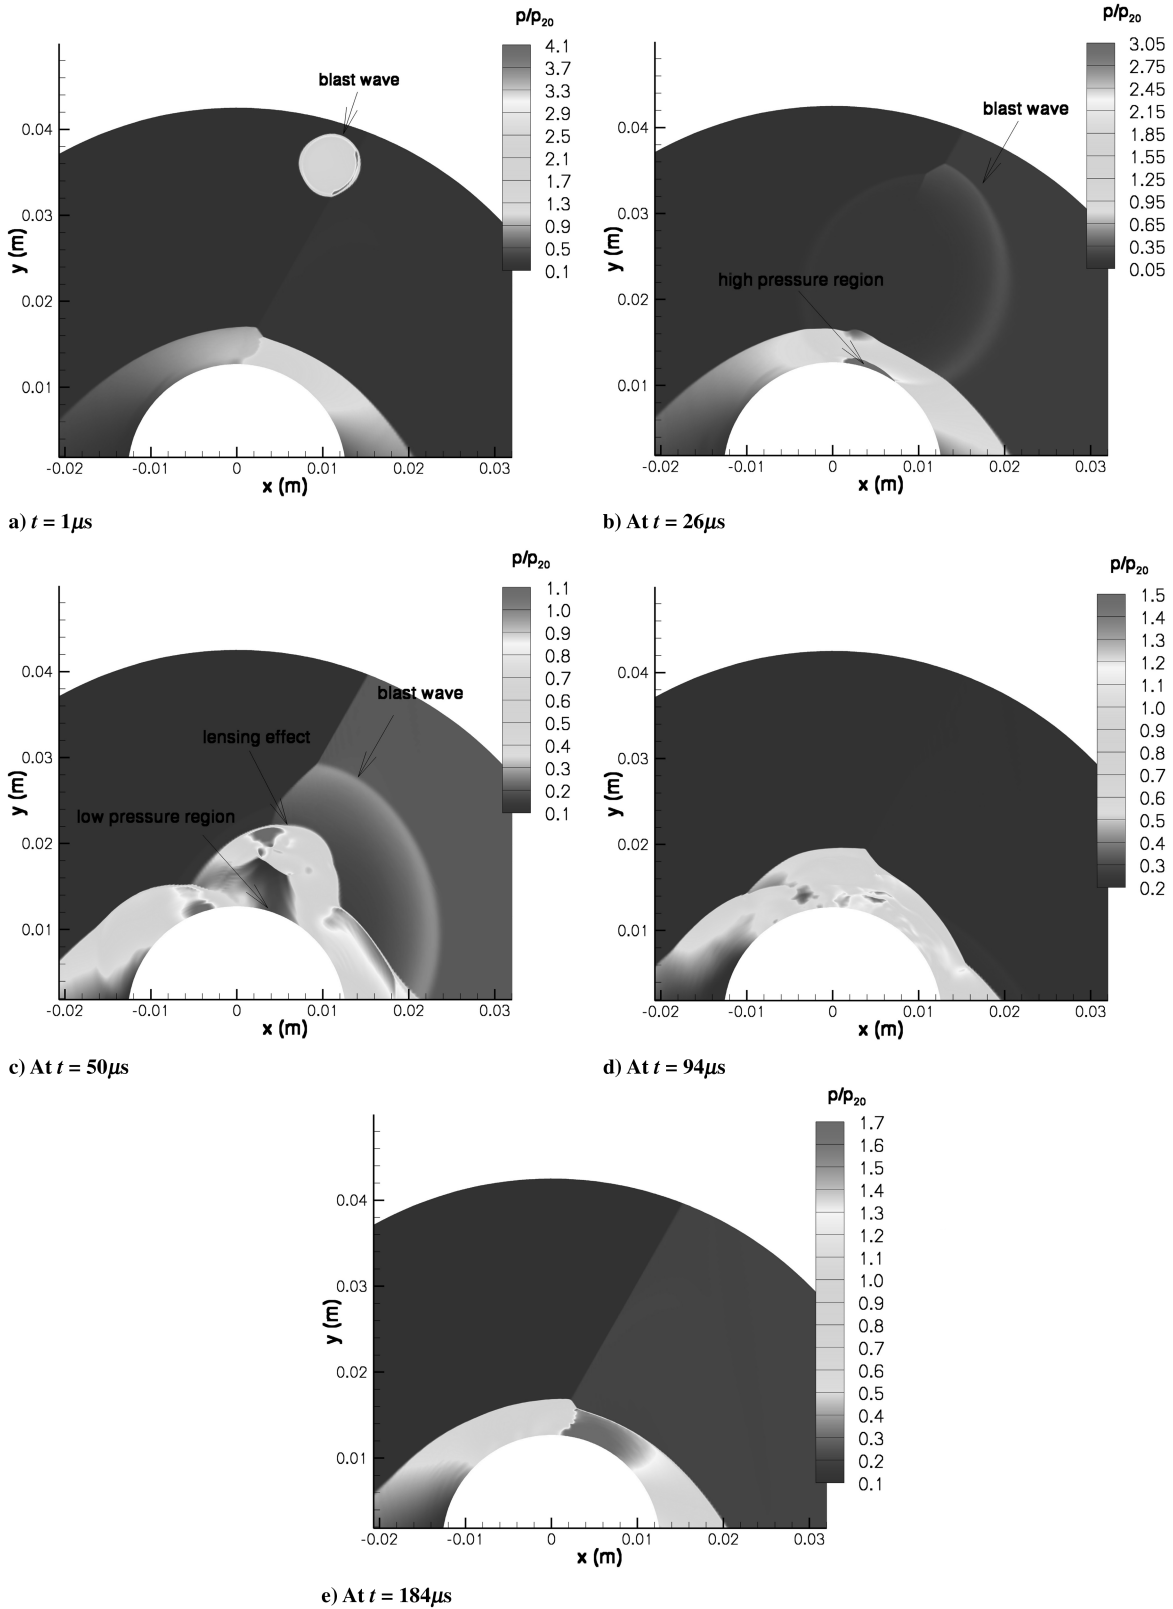 p/p20
4.1
3.7
3.3
2.9
2.5
2.1
1.7
1.3
0.9
0.5
0.1
blast wave
0.04
0.03
0.02
0.01
y (m)
-0.02 -0.01 0 0.01 0.02 0.03
x (m)
a) t = 1μs
p/p20
3.05
2.75
2.45
2.15
1.85
1.55
1.25
0.95
0.65
0.35
0.05
blast wave
high pressure region
0.04
0.03
0.02
0.01
y (m)
-0.02 -0.01 0 0.01 0.02 0.03
x (m)
b) At t = 26μs
p/p20
1.1
1.0
0.9
0.8
0.7
0.6
0.5
0.4
0.3
0.2
0.1
blast wave
lensing effect
low pressure region
0.04
0.03
0.02
0.01
y (m)
-0.02 -0.01 0 0.01 0.02 0.03
x (m)
c) At t = 50μs
p/p20
1.5
1.4
1.3
1.2
1.1
1.0
0.9
0.8
0.7
0.6
0.5
0.4
0.3
0.2
0.04
0.03
0.02
0.01
y (m)
-0.02 -0.01 0 0.01 0.02 0.03
x (m)
d) At t = 94μs
p/p20
1.7
1.6
1.5
1.4
1.3
1.2
1.1
1.0
0.9
0.8
0.7
0.6
0.5
0.4
0.3
0.2
0.1
0.04
0.03
0.02
0.01
y (m)
-0.02 -0.01 0 0.01 0.02 0.03
x (m)
e) At t = 184μs